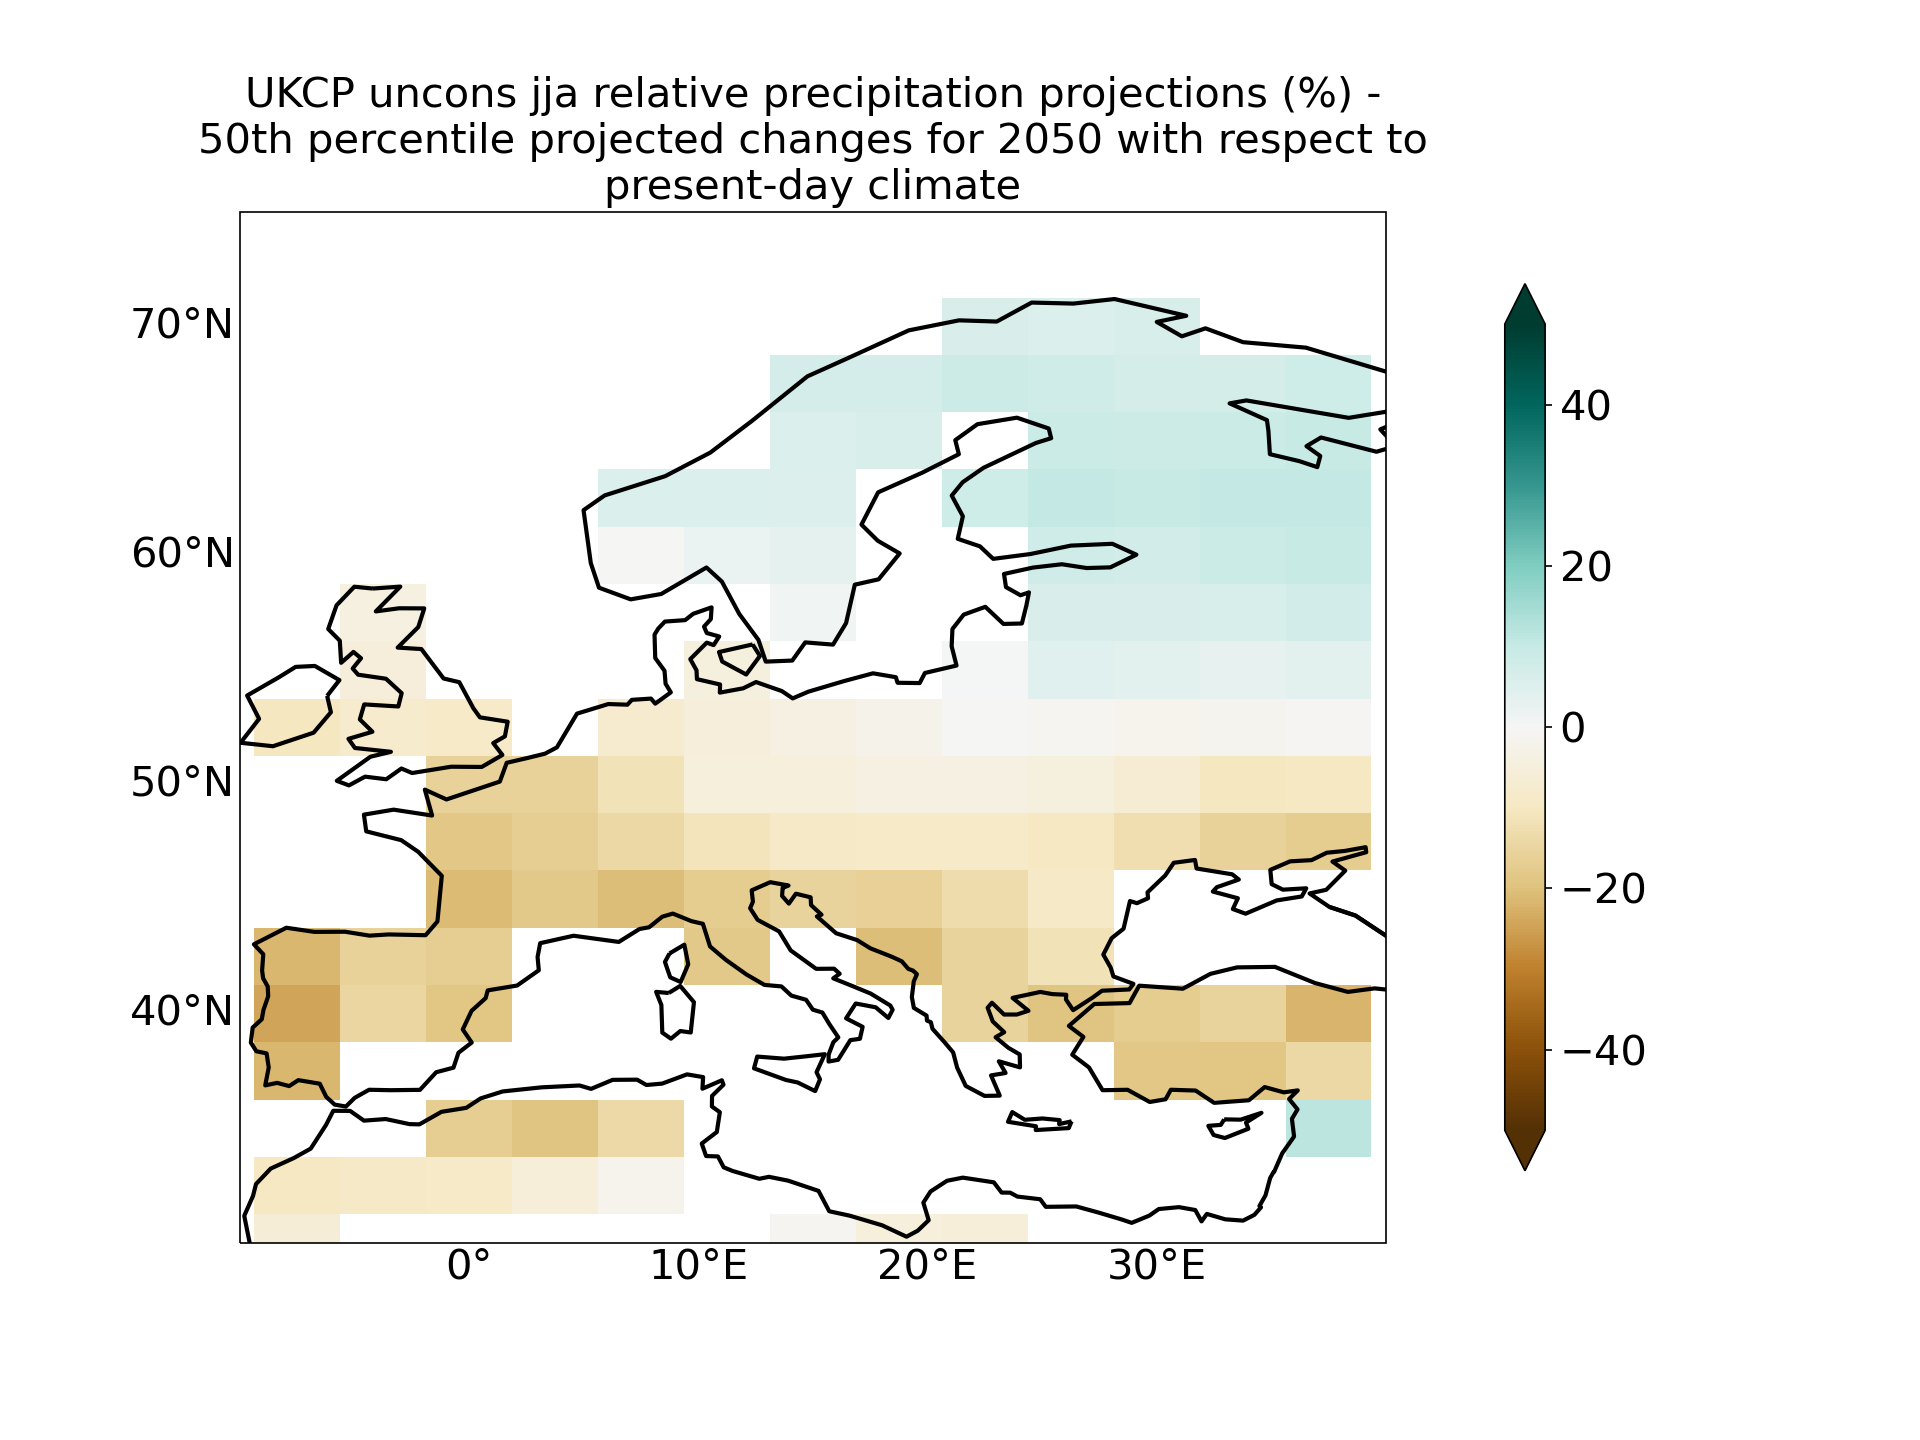 UKCP uncons jja relative precipitation projections (%) -
50th percentile projected changes for 2050 with respect to
present-day climate
70°N
60°N
50°N
40°N
0°
10°E
20°E
30°E
40
20
0
−20
−40